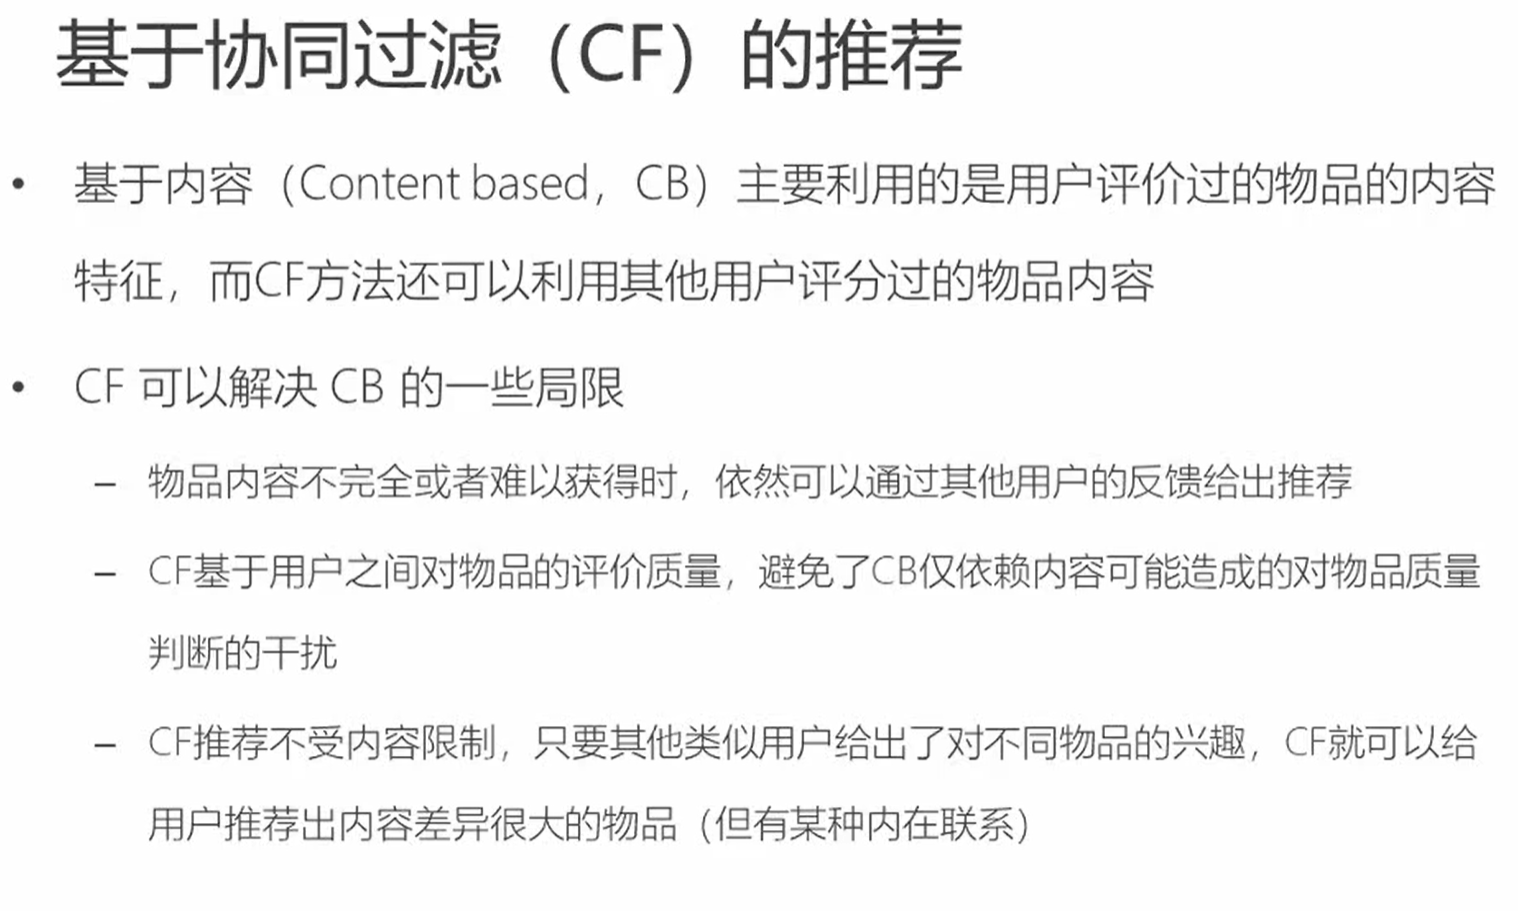 基于协同过滤（CF）的推荐
• 基于内容（Content based，CB）主要利用的是用户评价过的物品的内容
特征，而CF方法还可以利用其他用户评分过的物品内容
• CF 可以解决 CB 的一些局限
– 物品内容不完全或者难以获得时，依然可以通过其他用户的反馈给出推荐
– CF基于用户之间对物品的评价质量，避免了CB仅依赖内容可能造成的对物品质量
判断的干扰
– CF推荐不受内容限制，只要其他类似用户给出了对不同物品的兴趣，CF就可以给
用户推荐出内容差异很大的物品（但有某种内在联系）